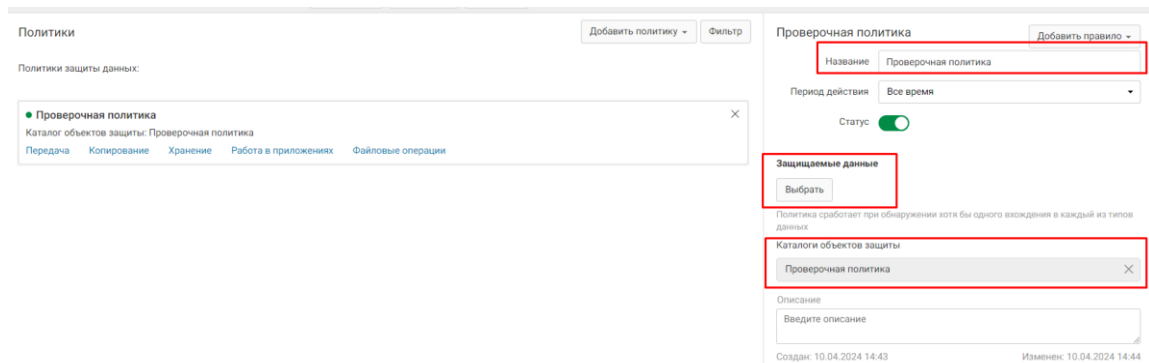 Политики
Добавить политику
Фильтр
Политики защиты данных:
Проверочная политика
Каталог объектов защиты: Проверочная политика
Передача Копирование Хранение Работа в приложениях Файловые операции
Проверочная политика
Добавить правило
Название Проверочная политика
Период действия Все время
Статус
Защищаемые данные
Выбрать
Политика сработает при обнаружении хотя бы одного вхождения в каждый из типов
данных
Каталоги объектов защиты
Проверочная политика
Описание
Введите описание
Создан: 10.04.2024 14:43 Изменен: 10.04.2024 14:44